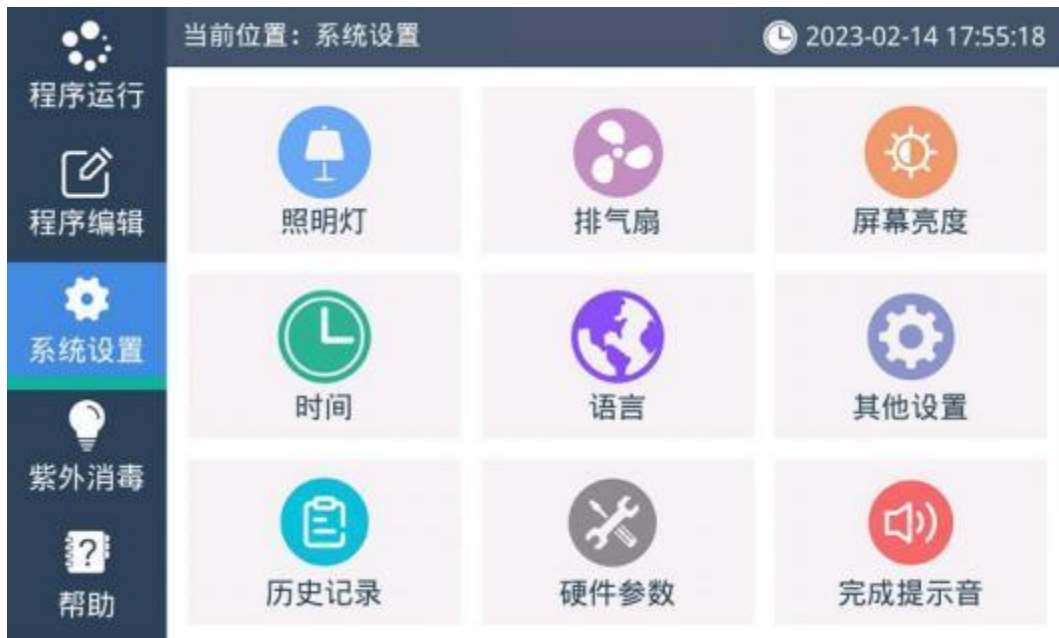 当前位置：系统设置
2023-02-14 17:55:18
程序运行
程序编辑
系统设置
紫外消毒
?
帮助
照明灯
排气扇
屏幕亮度
时间
语言
其他设置
历史记录
硬件参数
完成提示音